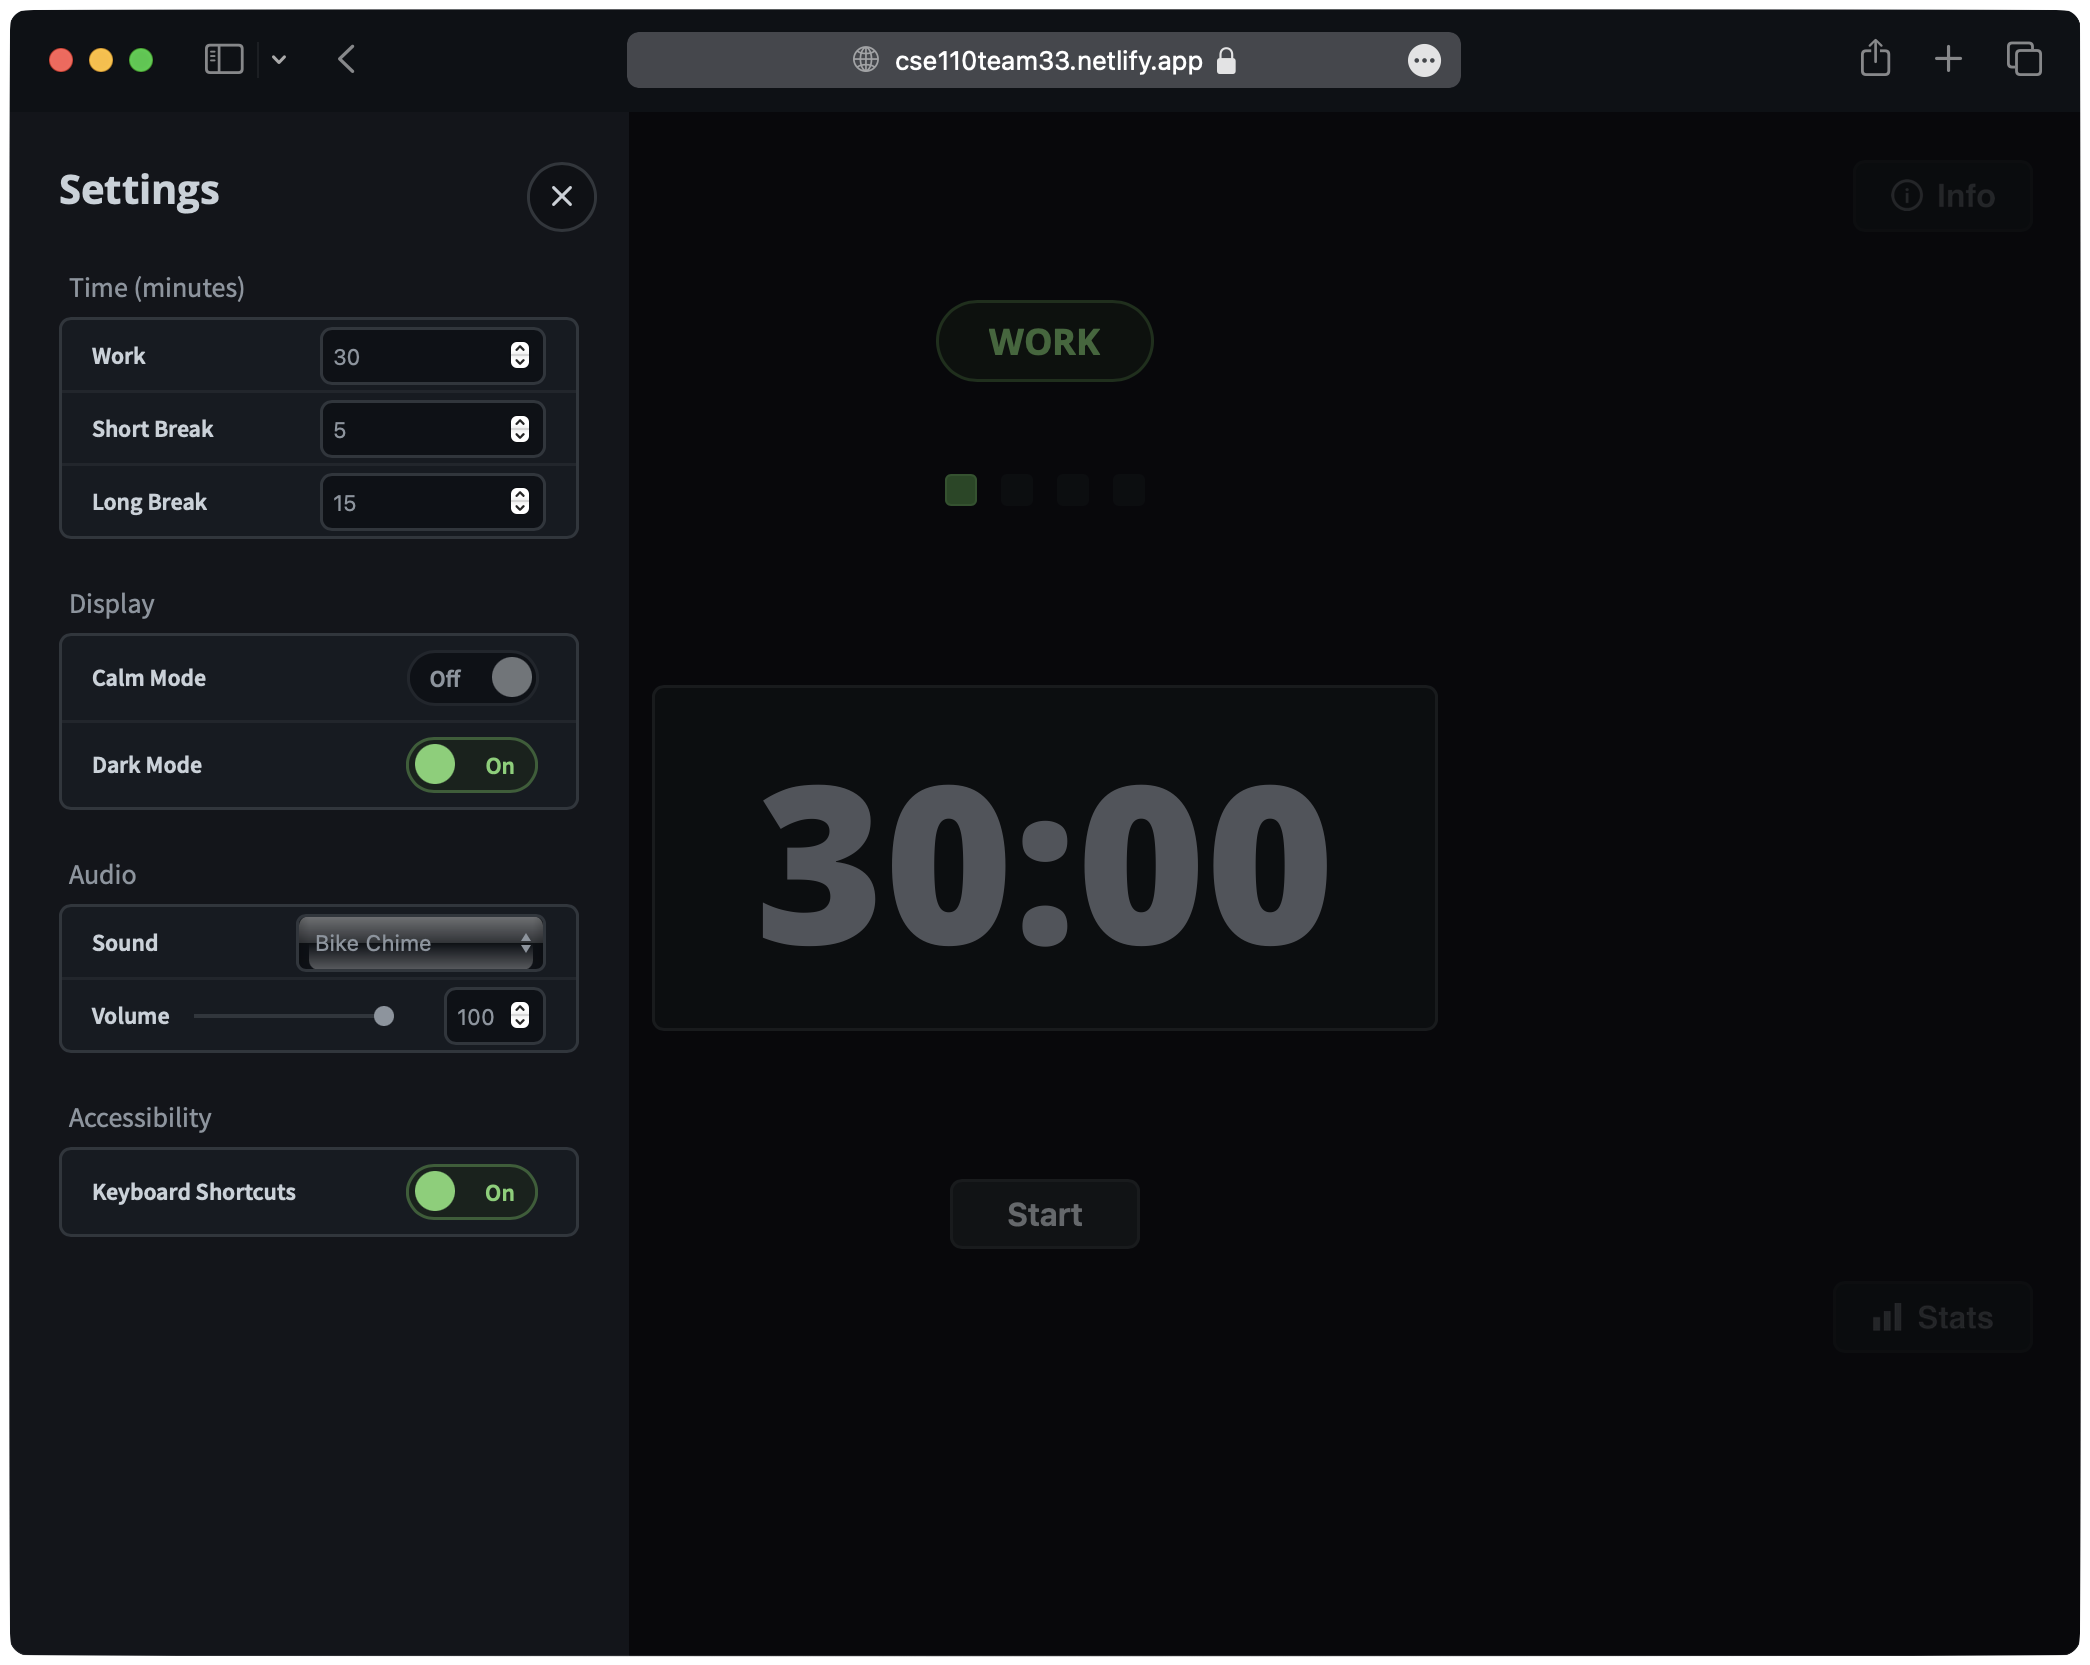 cse110team33.netlify.app
Settings
Time (minutes)
Work 30
Short Break 5
Long Break 15
Display
Calm Mode Off
Dark Mode On
Audio
Sound Bike Chime
Volume 100
Accessibility
Keyboard Shortcuts On
Info
WORK
30:00
Start
Stats